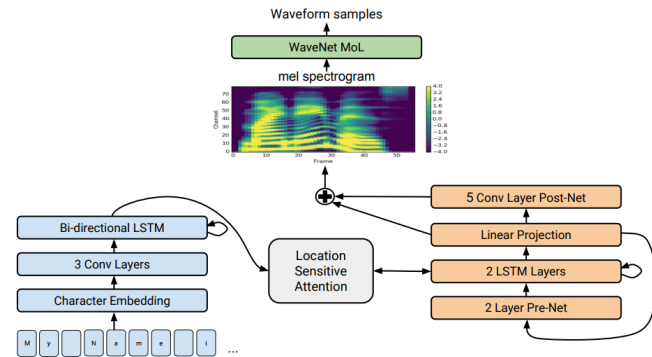 Waveform samples
WaveNet MoL
mel spectrogram
Channel
70
60
50
40
30
20
10
0
0 10 20 30 40 50
Frame
4.0
3.2
2.4
1.6
0.8
0.0
−0.8
−1.6
−2.4
−3.2
−4.0
5 Conv Layer Post-Net
Bi-directional LSTM
Linear Projection
Location
Sensitive
Attention
3 Conv Layers
2 LSTM Layers
Character Embedding
2 Layer Pre-Net
M y N a m e i ...